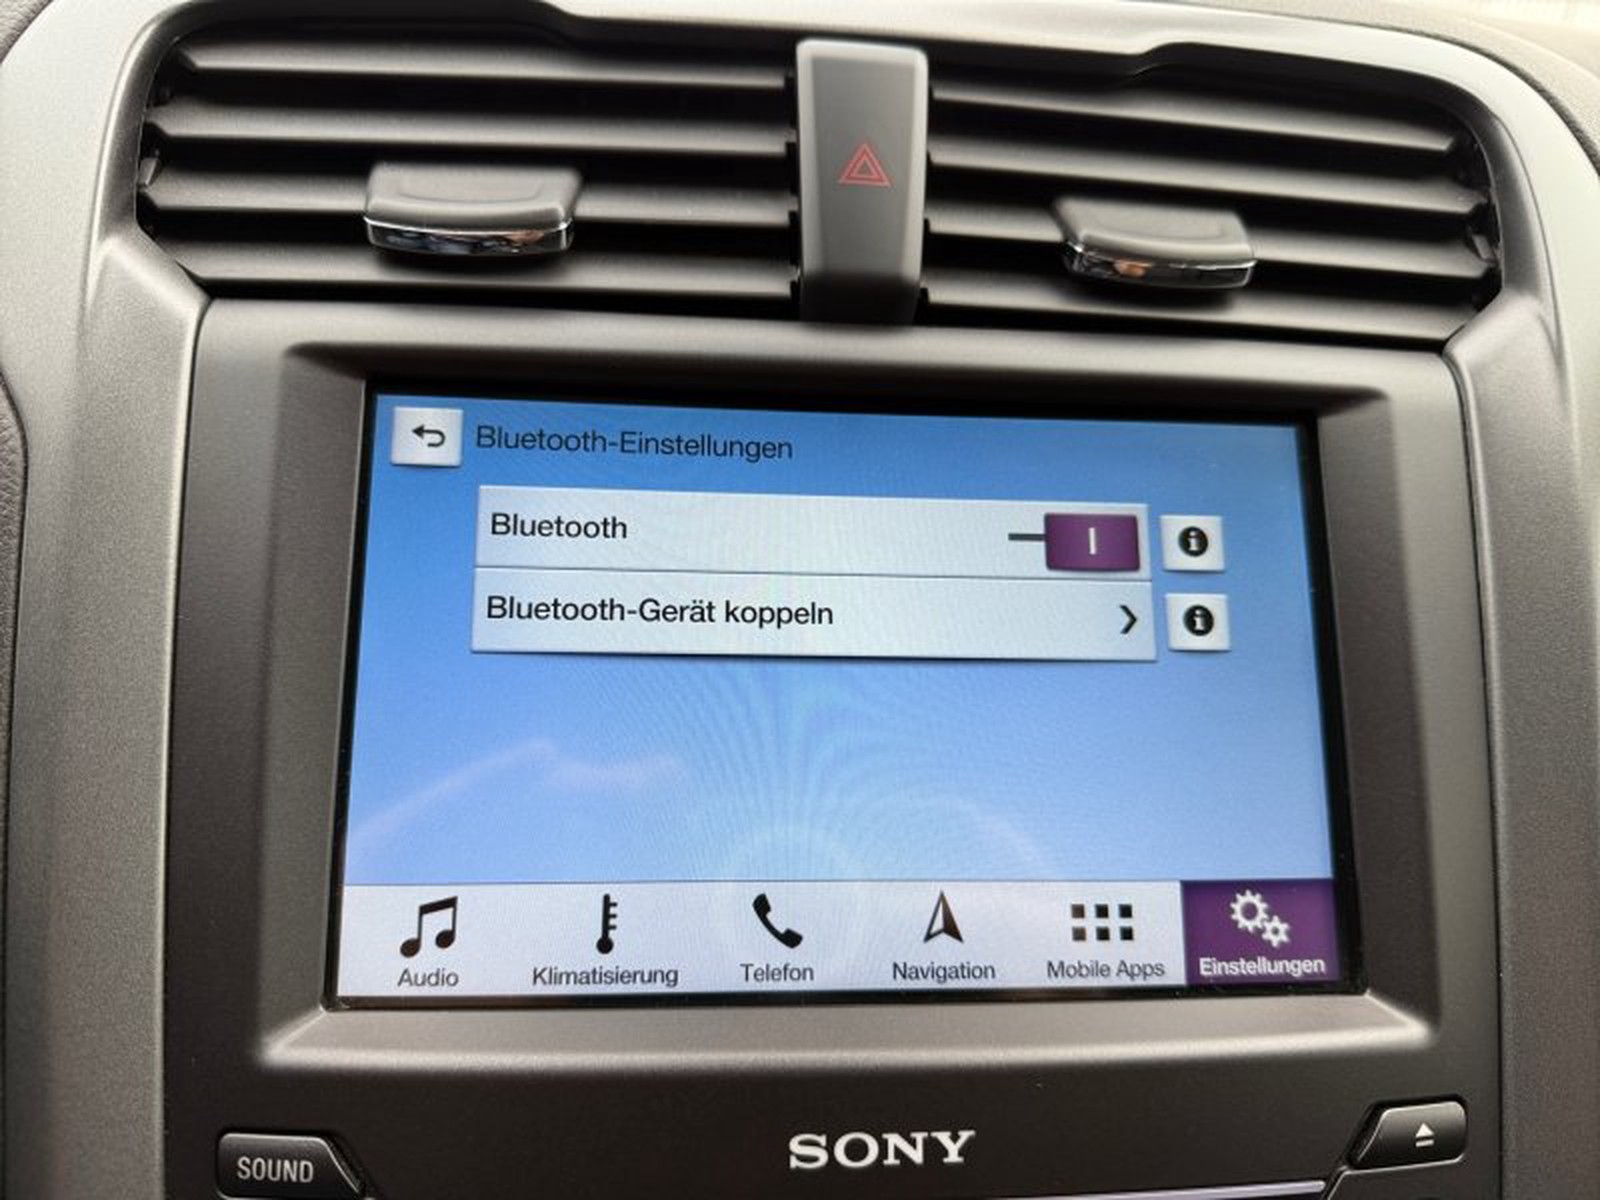 Bluetooth-Einstellungen
Bluetooth
Bluetooth-Gerät koppeln
Audio
Klimatisierung
Telefon
Navigation
Mobile Apps
Einstellungen
SONY
SOUND